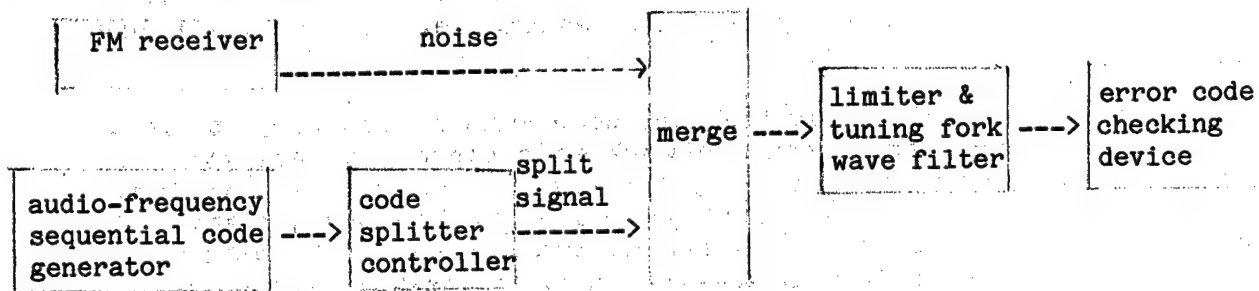 FM receiver
noise
limiter &
tuning fork
wave filter
error code
checking
device
merge
split
signal
audio-frequency
sequential code
generator
code
splitter
controller